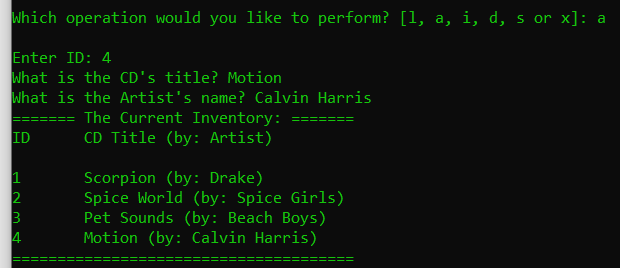 Which operation would you like to perform? [l, a, i, d, s or x]: a
Enter ID: 4
What is the CD's title? Motion
What is the Artist's name? Calvin Harris
======= The Current Inventory: =======
ID      CD Title (by: Artist)
1       Scorpion (by: Drake)
2       Spice World (by: Spice Girls)
3       Pet Sounds (by: Beach Boys)
4       Motion (by: Calvin Harris)
======================================